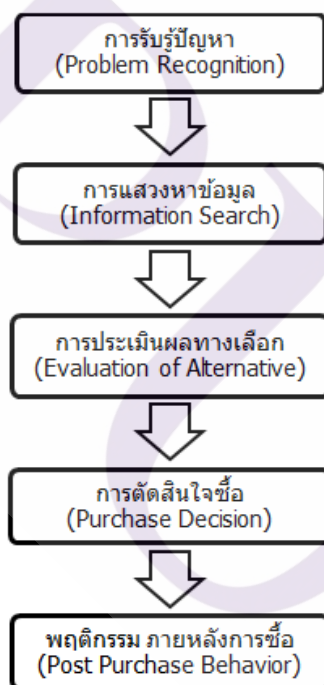 การรับรู้ปัญหา
(Problem Recognition)
การแสวงหาข้อมูล
(Information Search)
การประเมินผลทางเลือก
(Evaluation of Alternative)
การตัดสินใจซื้อ
(Purchase Decision)
พฤติกรรม ภายหลังการซื้อ
(Post Purchase Behavior)